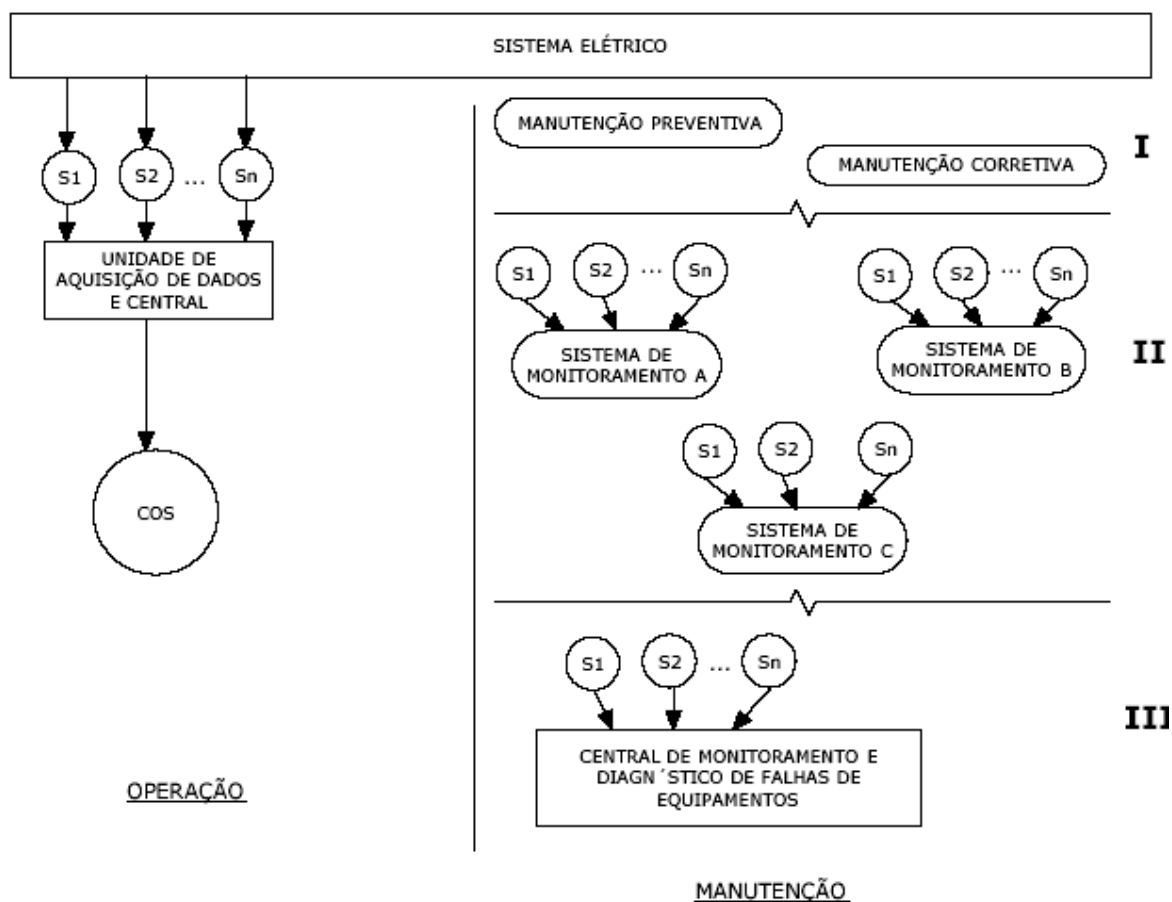 SISTEMA ELÉTRICO
S1
S2
...
Sn
UNIDADE DE
AQUISIÇÃO DE DADOS
E CENTRAL
COS
OPERAÇÃO
MANUTENÇÃO PREVENTIVA
MANUTENÇÃO CORRETIVA
I
S1
S2
...
Sn
SISTEMA DE
MONITORAMENTO A
S1
S2
...
Sn
SISTEMA DE
MONITORAMENTO B
II
S1
S2
Sn
SISTEMA DE
MONITORAMENTO C
S1
S2
...
Sn
III
CENTRAL DE MONITORAMENTO E
DIAGN´STICO DE FALHAS DE
EQUIPAMENTOS
MANUTENÇÃO